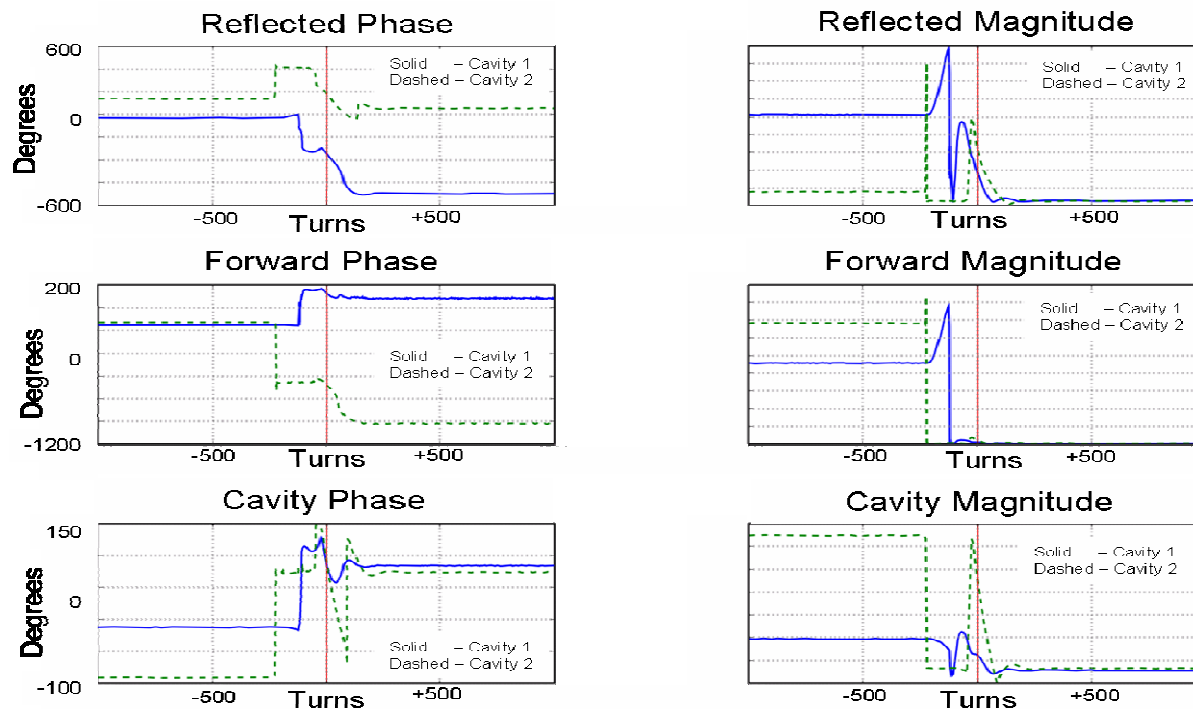 Reflected Phase
600
Solid – Cavity 1
Dashed – Cavity 2
0
Degrees
-600
-500
Turns
+500
Reflected Magnitude
Solid – Cavity 1
Dashed – Cavity 2
-500
Turns
+500
Forward Phase
200
0
Solid – Cavity 1
Dashed – Cavity 2
Degrees
-1200
-500
Turns
+500
Forward Magnitude
Solid – Cavity 1
Dashed – Cavity 2
-500
Turns
+500
Cavity Phase
150
0
Degrees
Solid – Cavity 1
Dashed – Cavity 2
-100
-500
Turns
+500
Cavity Magnitude
Solid – Cavity 1
Dashed – Cavity 2
-500
Turns
+500